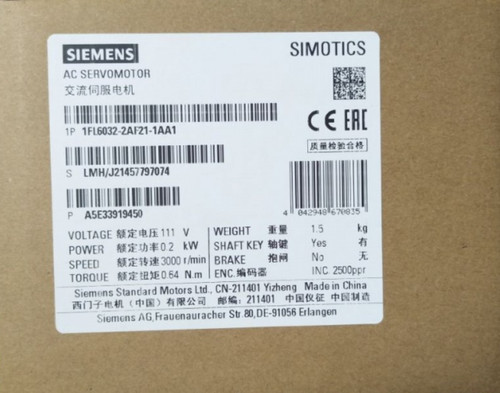 SIEMENS
SIMOTICS
AC SERVOMOTOR
交流伺服电机
1P 1FL6032-2AF21-1AA1
CE EAC
质量检验合格
S LMH/J21457797074
P A5E33919450
4 042948 670835
VOLTAGE 额定电压 111 V WEIGHT 重量 1.5 kg
POWER 额定功率 0.2 kW SHAFT KEY 轴键 Yes 有
SPEED 额定转速 3000 r/min BRAKE 抱闸 No 无
TORQUE 额定扭矩 0.64 N.m ENC. 编码器 INC 2500ppr
Siemens Standard Motors Ltd., CN-211401 Yizheng Made in China
西门子电机（中国）有限公司 邮编: 211401 中国仪征 中国制造
Siemens AG, Frauenauracher Str. 80, DE-91056 Erlangen